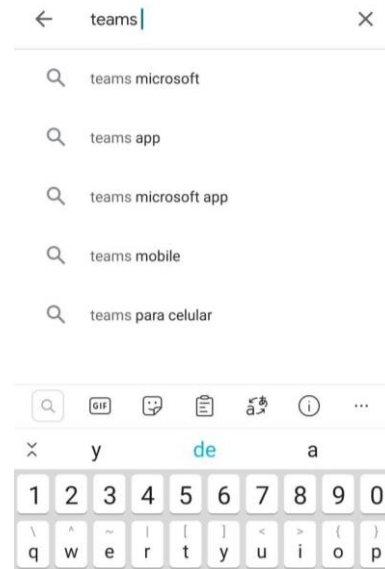 teams
teams microsoft
teams app
teams microsoft app
teams mobile
teams para celular
GIF
y de a
1 2 3 4 5 6 7 8 9 0
\ ^ ~ | [ ] < > { }
q w e r t y u i o p